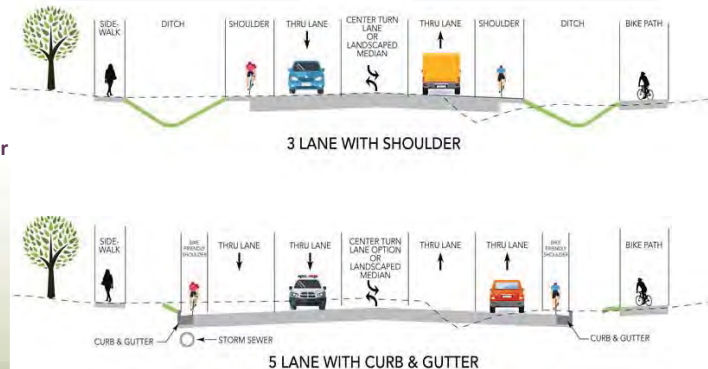 SIDE-
WALK
DITCH
SHOULDER
THRU LANE
CENTER TURN
LANE
OR
LANDSCAPED
MEDIAN
THRU LANE
SHOULDER
DITCH
BIKE PATH
3 LANE WITH SHOULDER
r
SIDE-
WALK
BIKE
FRIENDLY
SHOULDER
THRU LANE
THRU LANE
CENTER TURN
LANE OPTION
OR
LANDSCAPED
MEDIAN
THRU LANE
THRU LANE
BIKE
FRIENDLY
SHOULDER
BIKE PATH
CURB & GUTTER
STORM SEWER
CURB & GUTTER
5 LANE WITH CURB & GUTTER